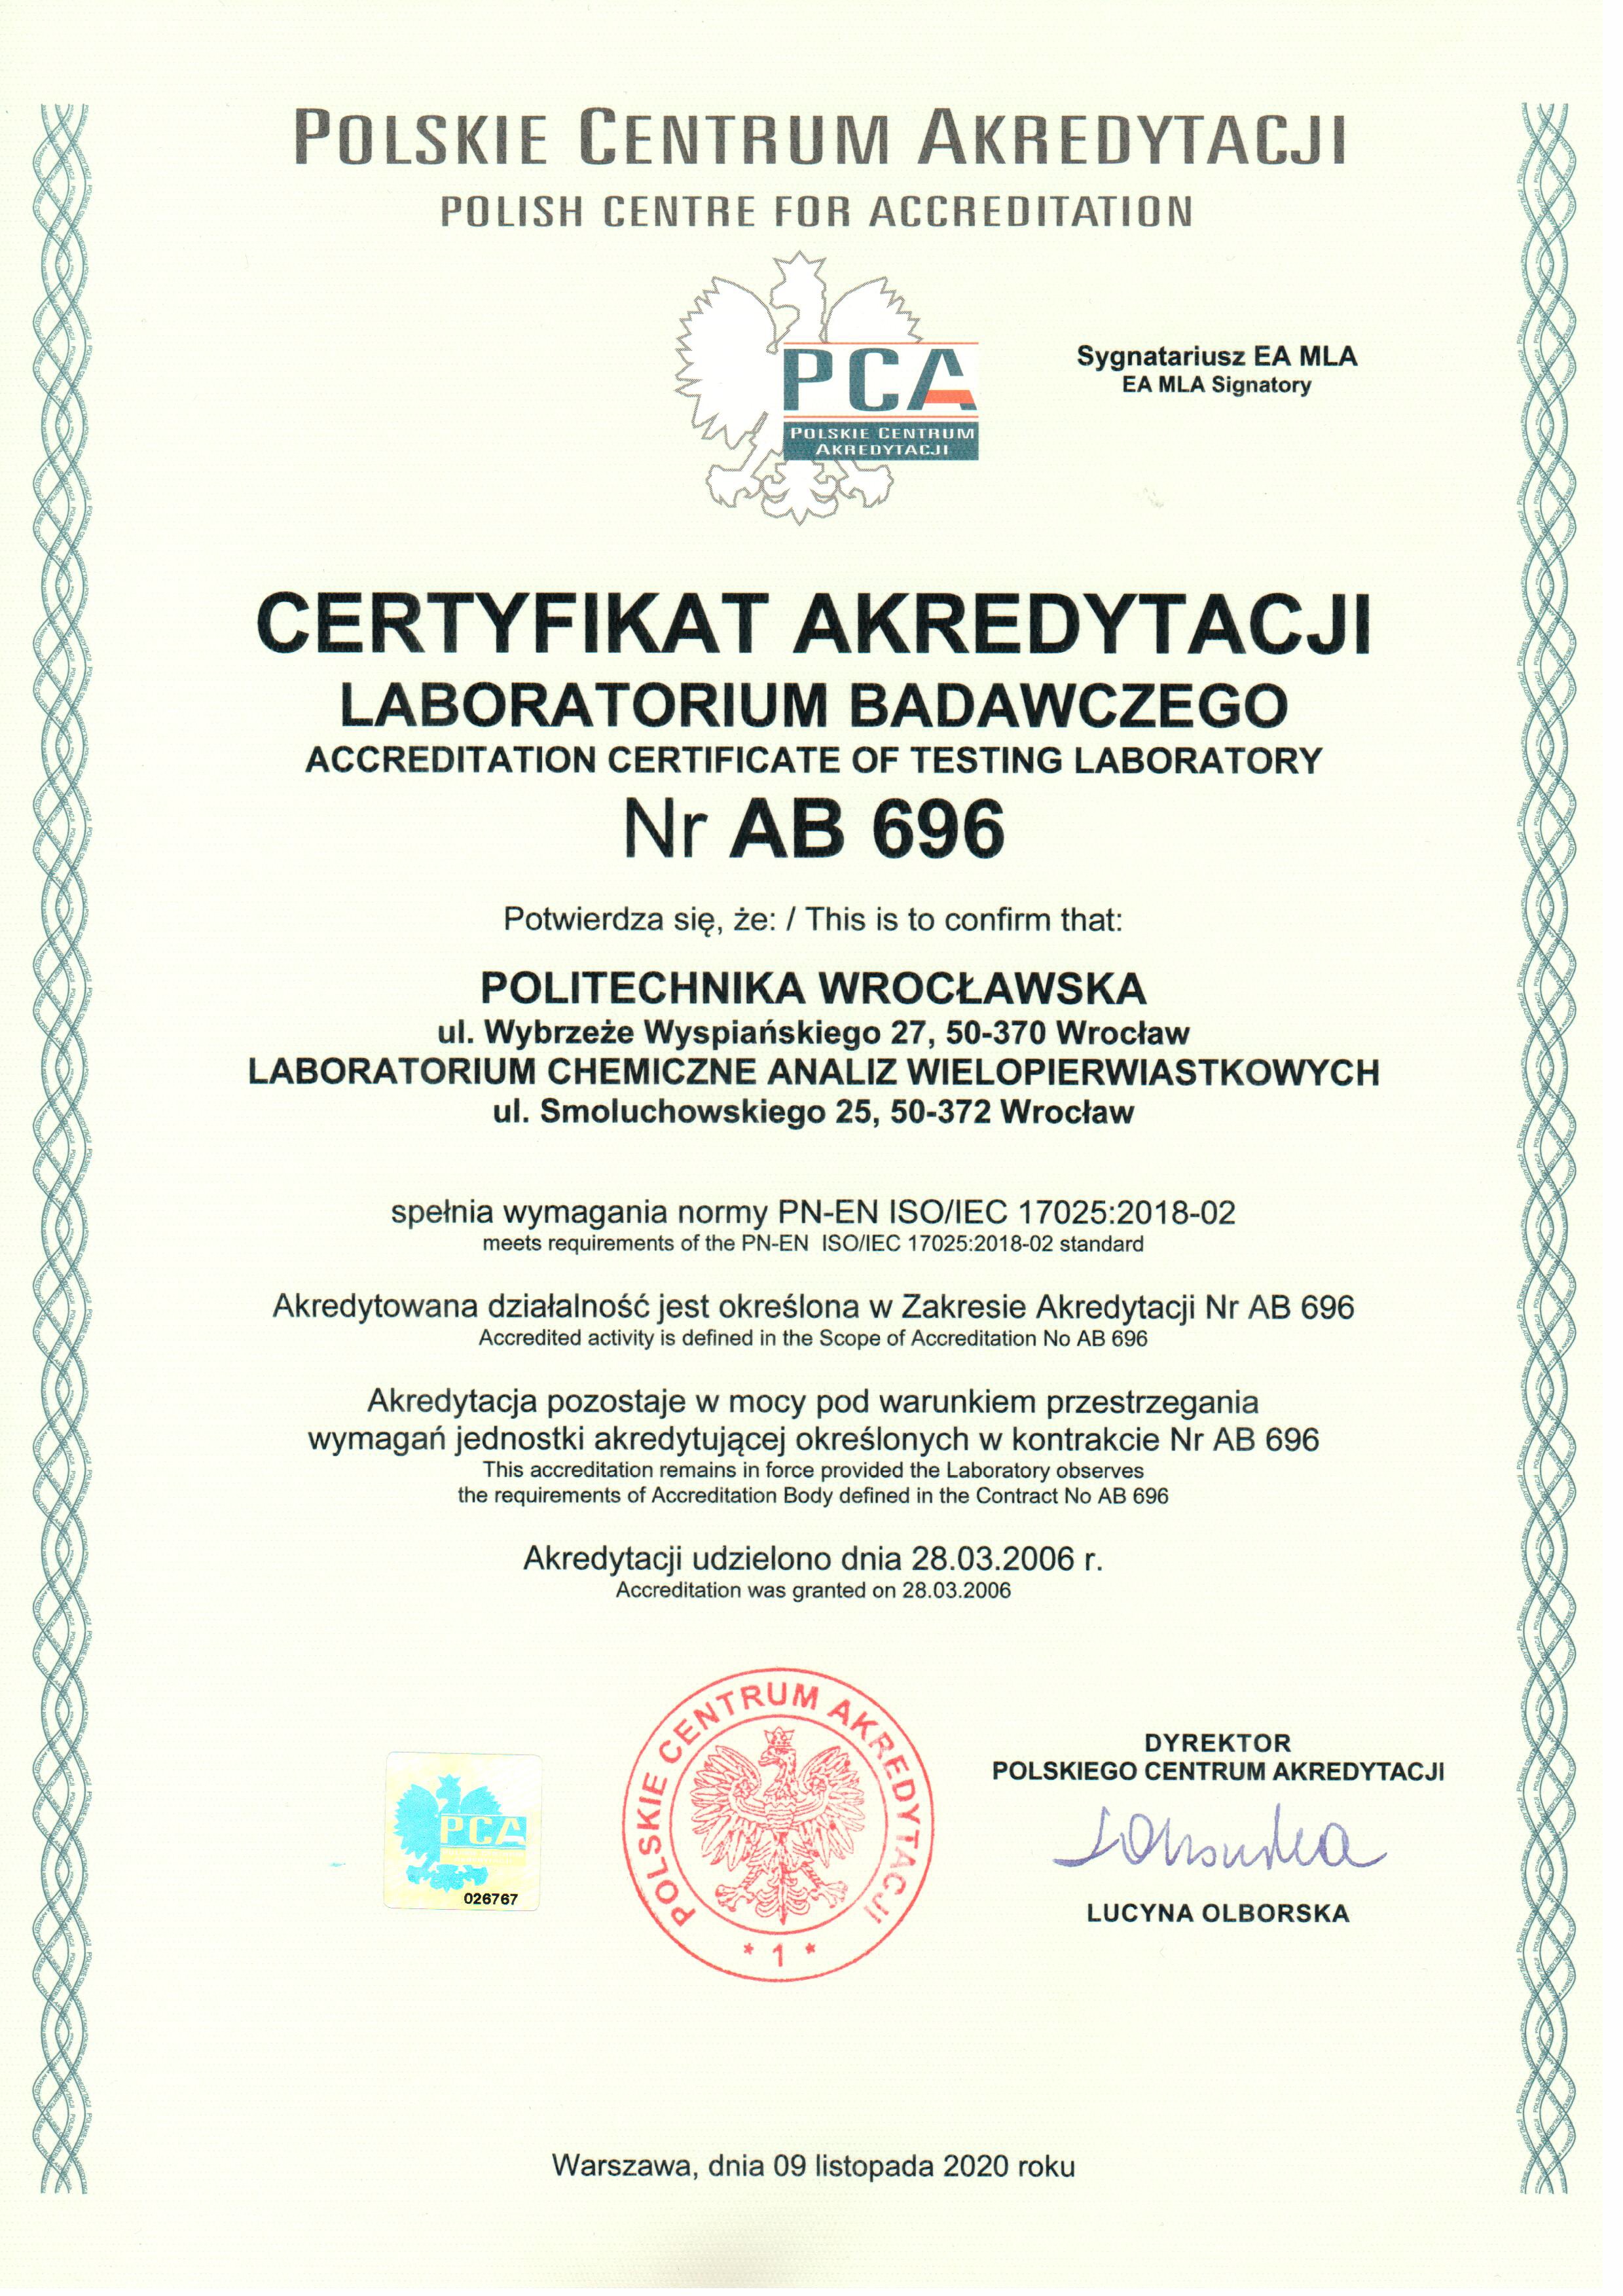 POLSKIE CENTRUM AKREDYTACJI
POLISH CENTRE FOR ACCREDITATION
PCA
POLSKIE CENTRUM
AKREDYTACJI
Sygnatariusz EA MLA
EA MLA Signatory
CERTYFIKAT AKREDYTACJI
LABORATORIUM BADAWCZEGO
ACCREDITATION CERTIFICATE OF TESTING LABORATORY
Nr AB 696
Potwierdza się, że: / This is to confirm that:
POLITECHNIKA WROCŁAWSKA
ul. Wybrzeże Wyspiańskiego 27, 50-370 Wrocław
LABORATORIUM CHEMICZNE ANALIZ WIELOPIERWIASTKOWYCH
ul. Smoluchowskiego 25, 50-372 Wrocław
spełnia wymagania normy PN-EN ISO/IEC 17025:2018-02
meets requirements of the PN-EN ISO/IEC 17025:2018-02 standard
Akredytowana działalność jest określona w Zakresie Akredytacji Nr AB 696
Accredited activity is defined in the Scope of Accreditation No AB 696
Akredytacja pozostaje w mocy pod warunkiem przestrzegania
wymagań jednostki akredytującej określonych w kontrakcie Nr AB 696
This accreditation remains in force provided the Laboratory observes
the requirements of Accreditation Body defined in the Contract No AB 696
Akredytacji udzielono dnia 28.03.2006 r.
Accreditation was granted on 28.03.2006
PCA
026767
POLSKIE CENTRUM AKREDYTACJI
* 1 *
DYREKTOR
POLSKIEGO CENTRUM AKREDYTACJI
LUCYNA OLBORSKA
Warszawa, dnia 09 listopada 2020 roku